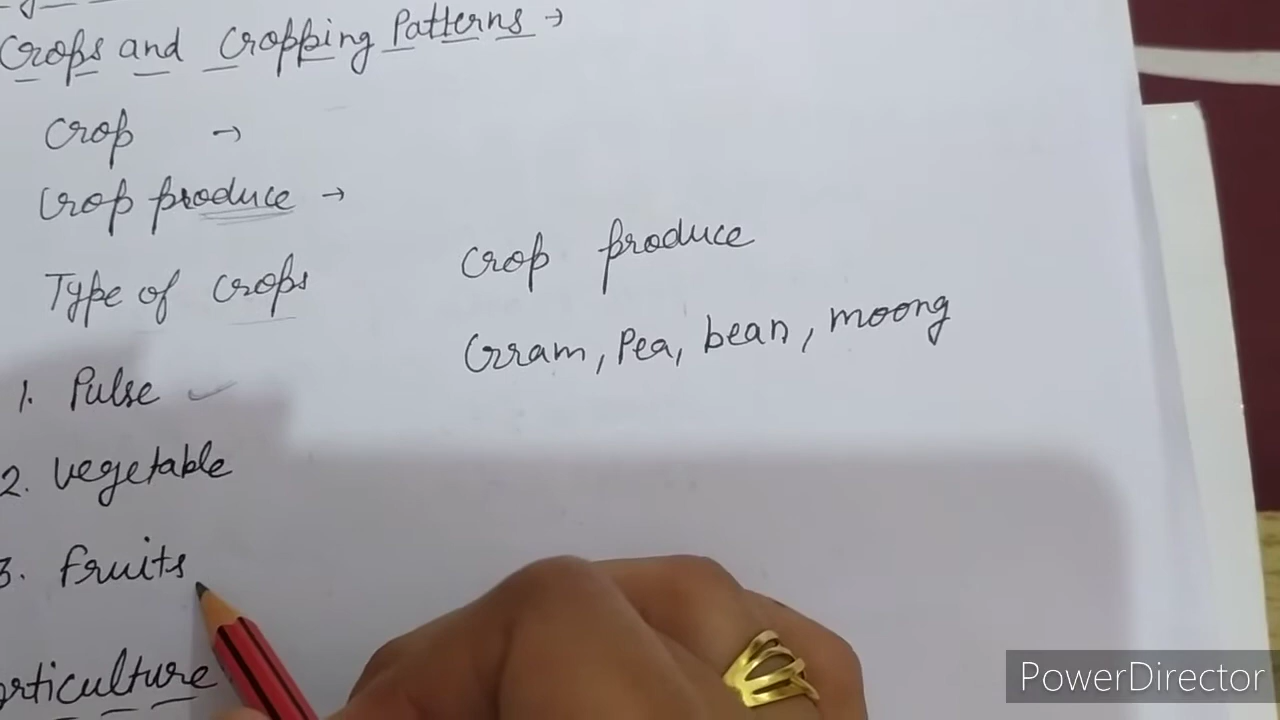 Crops and Cropping Patterns →
Crop →
Crop produce →
Type of crops
Crop produce
1. Pulse ✓
Gram, Pea, bean, moong
2. vegetable
3. fruits
orticulture
PowerDirector